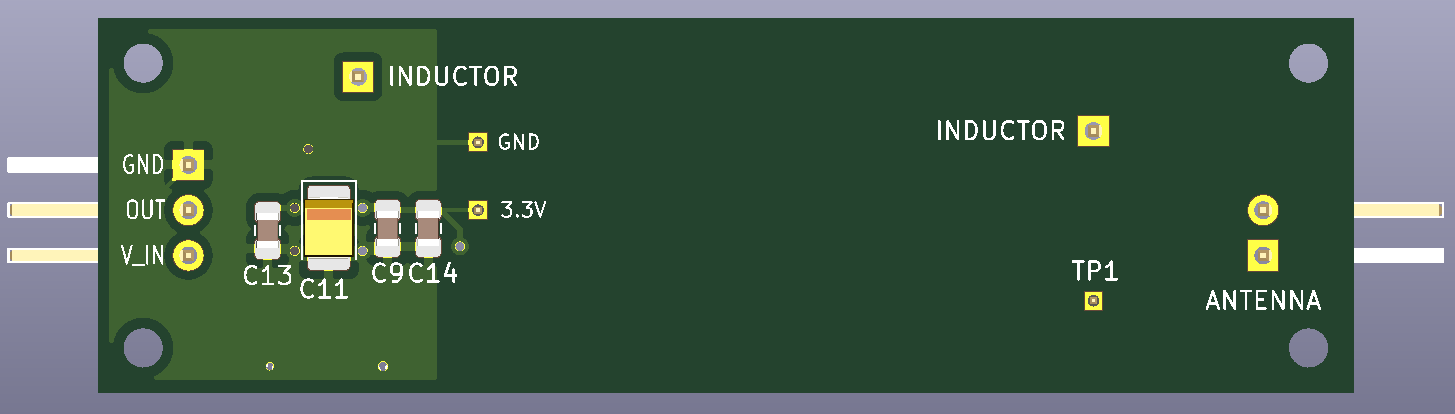 INDUCTOR
INDUCTOR
GND
GND
OUT
3.3V
V_IN
C13
C11
C9
C14
TP1
ANTENNA